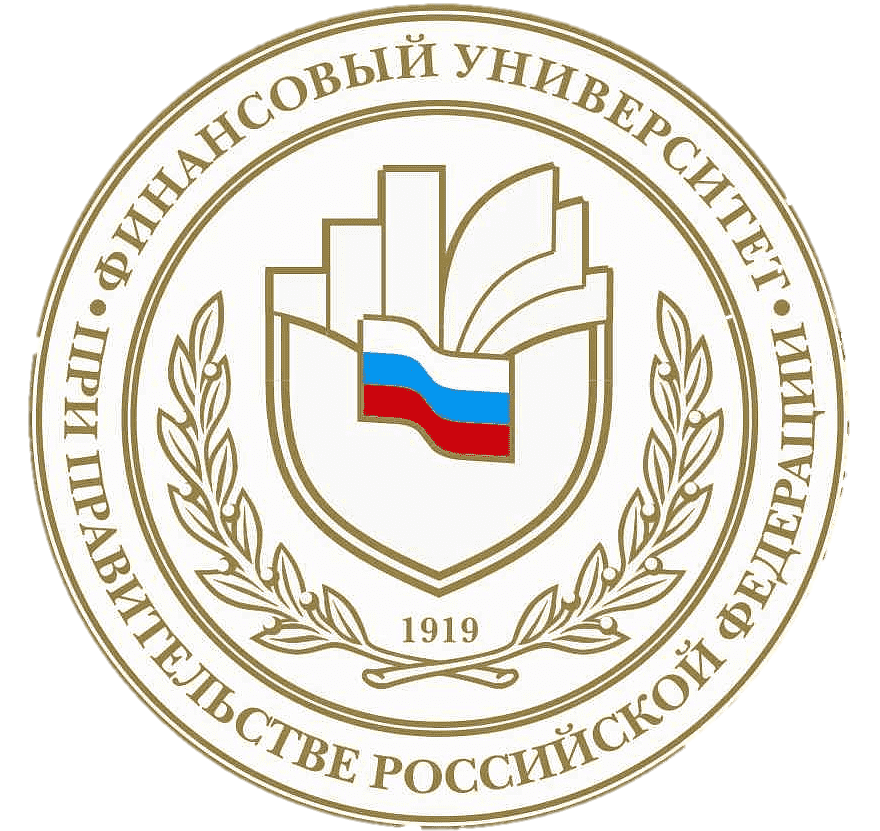 ФИНАНСОВЫЙ УНИВЕРСИТЕТ
ПРИ ПРАВИТЕЛЬСТВЕ РОССИЙСКОЙ ФЕДЕРАЦИИ
1919